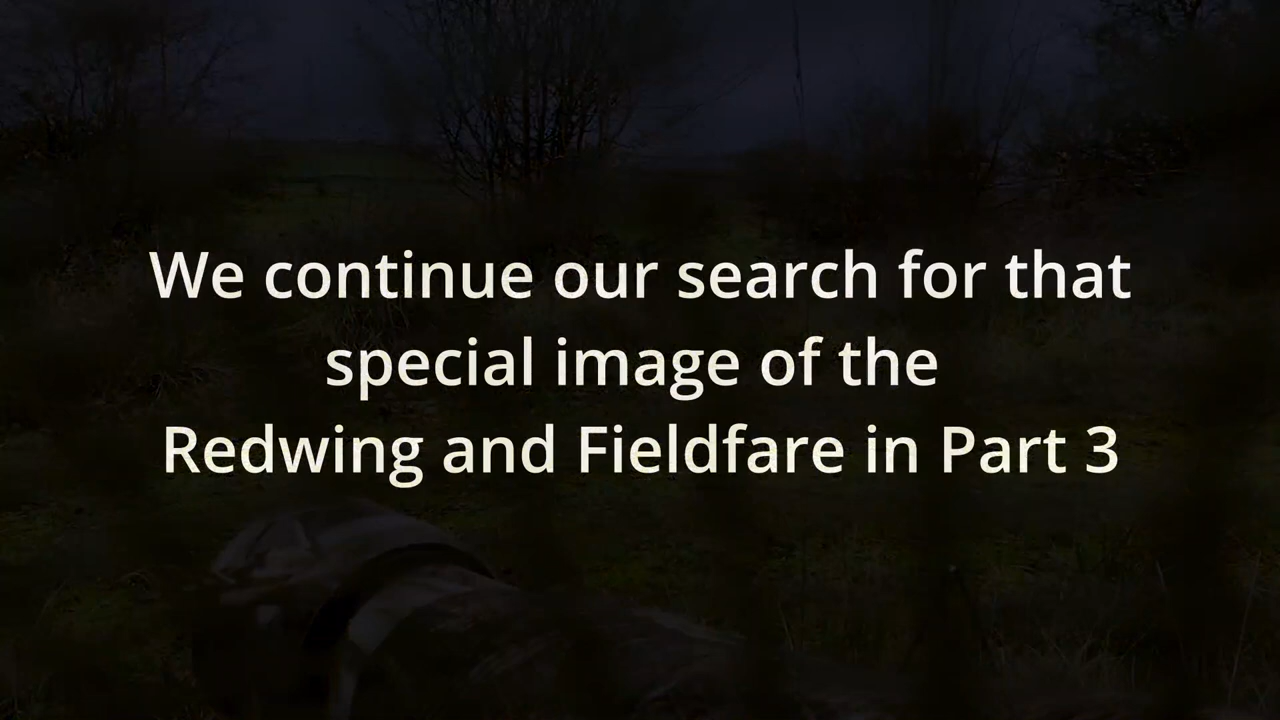 We continue our search for that
special image of the
Redwing and Fieldfare in Part 3